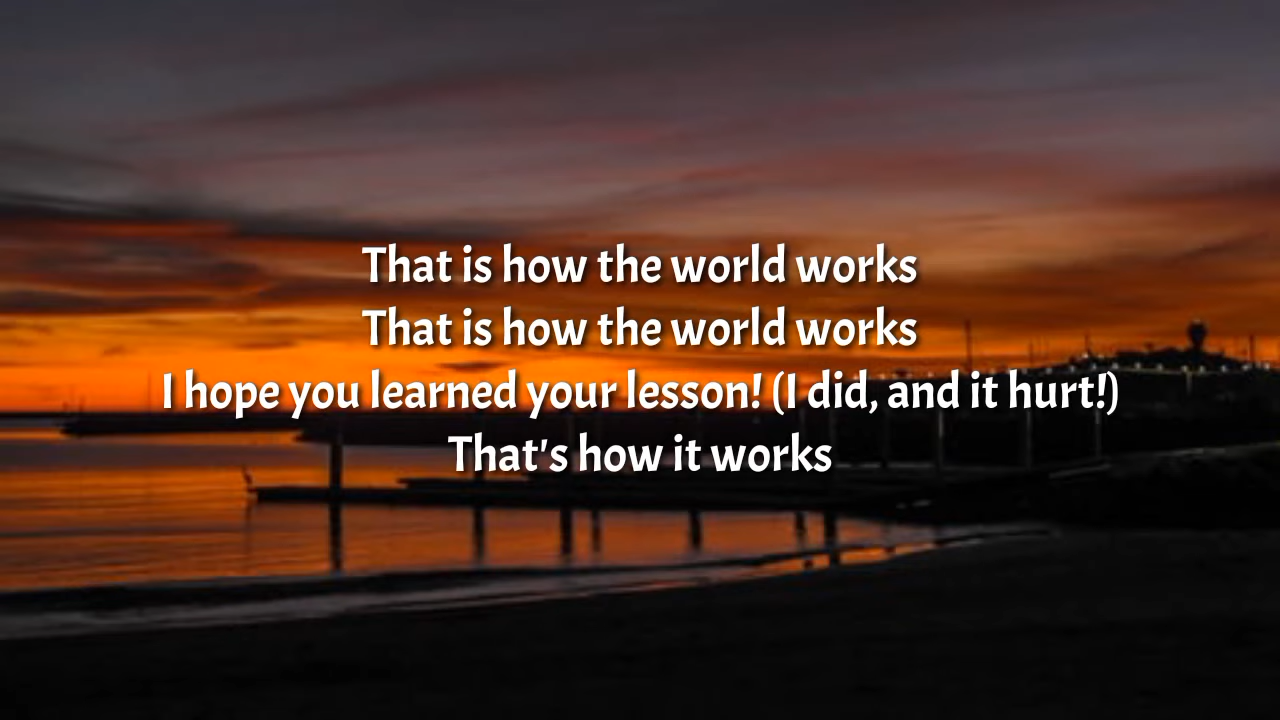 That is how the world works
That is how the world works
I hope you learned your lesson! (I did, and it hurt!)
That's how it works